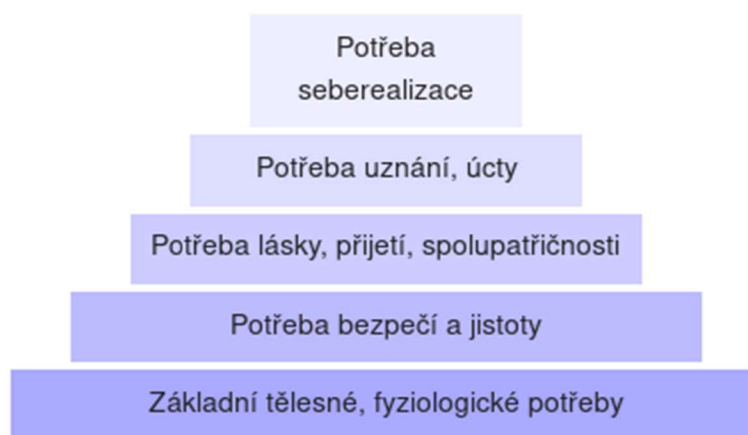 Potřeba
seberealizace
Potřeba uznání, úcty
Potřeba lásky, přijetí, spolupatřičnosti
Potřeba bezpečí a jistoty
Základní tělesné, fyziologické potřeby